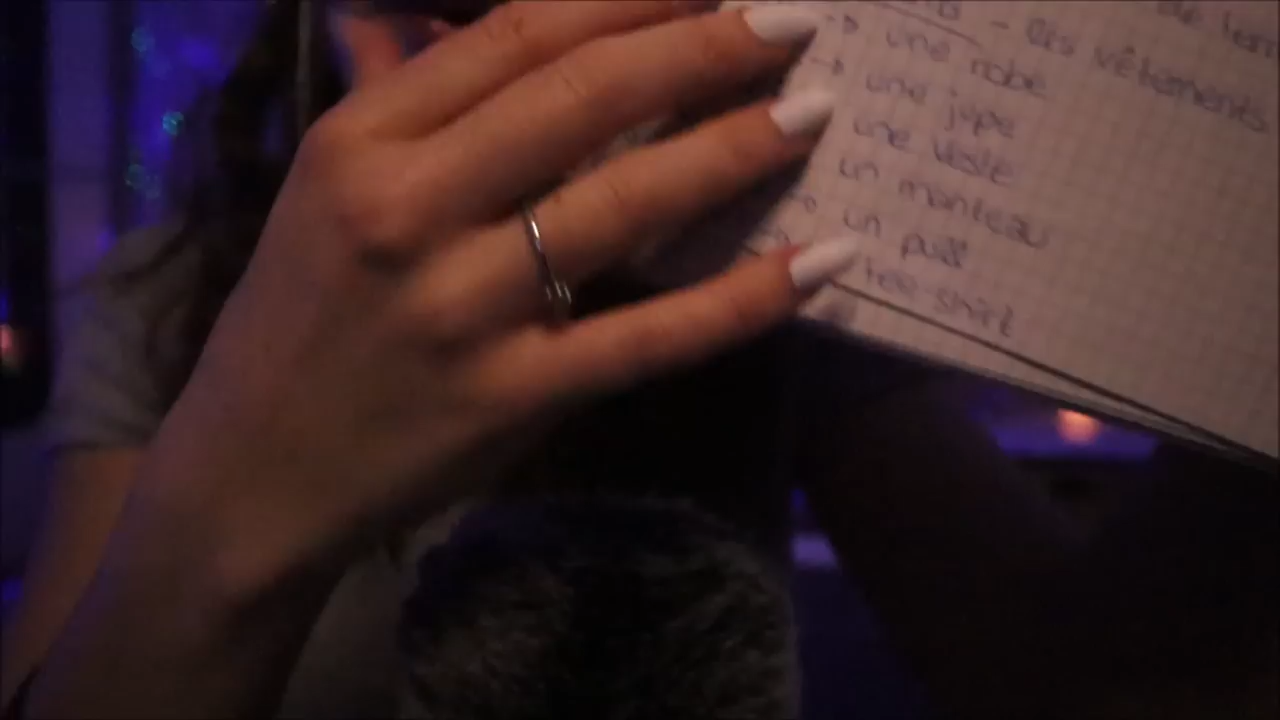 - les vêtements
→ une robe
→ une jupe
une veste
un manteau
un pull
tee-shirt